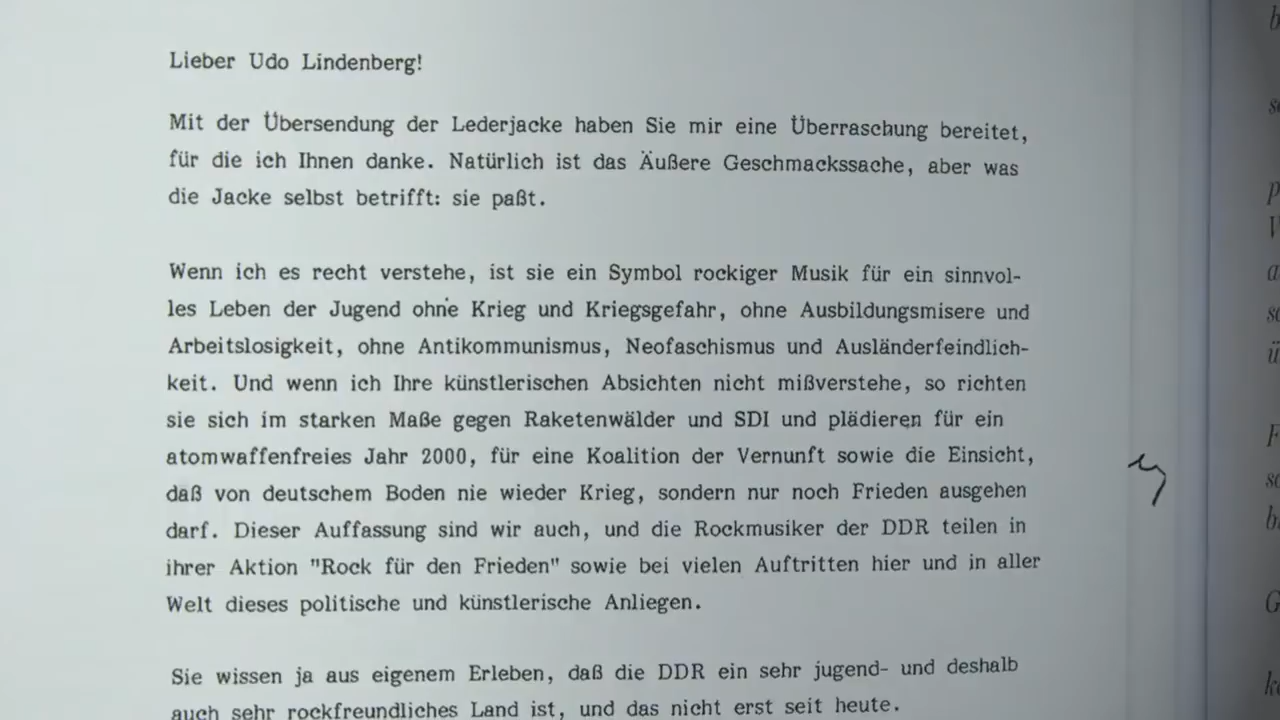 Lieber Udo Lindenberg!
Mit der Übersendung der Lederjacke haben Sie mir eine Überraschung bereitet,
für die ich Ihnen danke. Natürlich ist das Äußere Geschmackssache, aber was
die Jacke selbst betrifft: sie paßt.
Wenn ich es recht verstehe, ist sie ein Symbol rockiger Musik für ein sinnvol-
les Leben der Jugend ohne Krieg und Kriegsgefahr, ohne Ausbildungsmisere und
Arbeitslosigkeit, ohne Antikommunismus, Neofaschismus und Ausländerfeindlich-
keit. Und wenn ich Ihre künstlerischen Absichten nicht mißverstehe, so richten
sie sich im starken Maße gegen Raketenwälder und SDI und plädieren für ein
atomwaffenfreies Jahr 2000, für eine Koalition der Vernunft sowie die Einsicht,
daß von deutschem Boden nie wieder Krieg, sondern nur noch Frieden ausgehen
darf. Dieser Auffassung sind wir auch, und die Rockmusiker der DDR teilen in
ihrer Aktion "Rock für den Frieden" sowie bei vielen Auftritten hier und in aller
Welt dieses politische und künstlerische Anliegen.
Sie wissen ja aus eigenem Erleben, daß die DDR ein sehr jugend- und deshalb
auch sehr rockfreundliches Land ist, und das nicht erst seit heute.